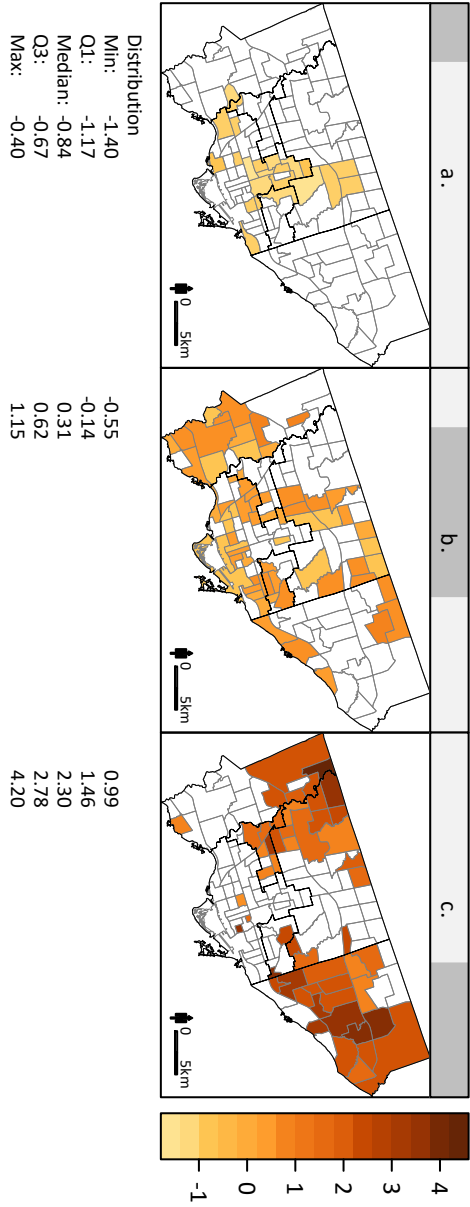 a. b. c.
4
3
2
1
0
-1
0 5km
0 5km
0 5km
Distribution
Min: -1.40 -0.55 0.99
Q1: -1.17 -0.14 1.46
Median: -0.84 0.31 2.30
Q3: -0.67 0.62 2.78
Max: -0.40 1.15 4.20